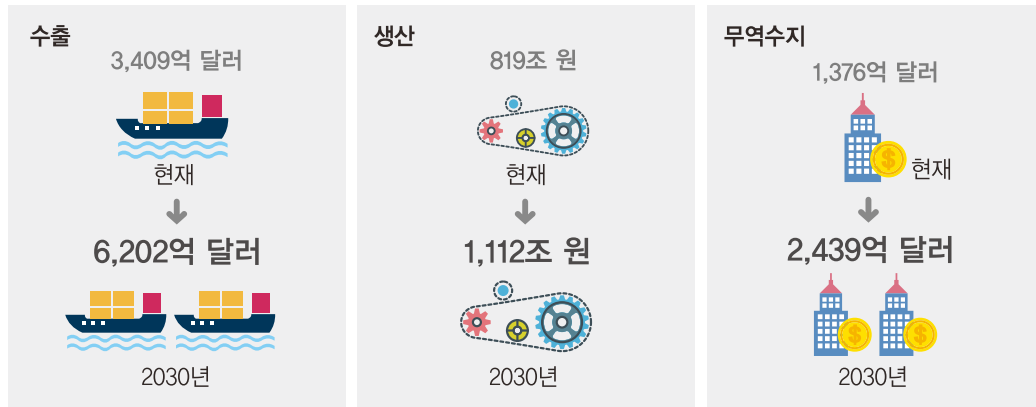 수출
3,409억 달러
현재
6,202억 달러
2030년
생산
819조 원
현재
1,112조 원
2030년
무역수지
1,376억 달러
현재
2,439억 달러
2030년